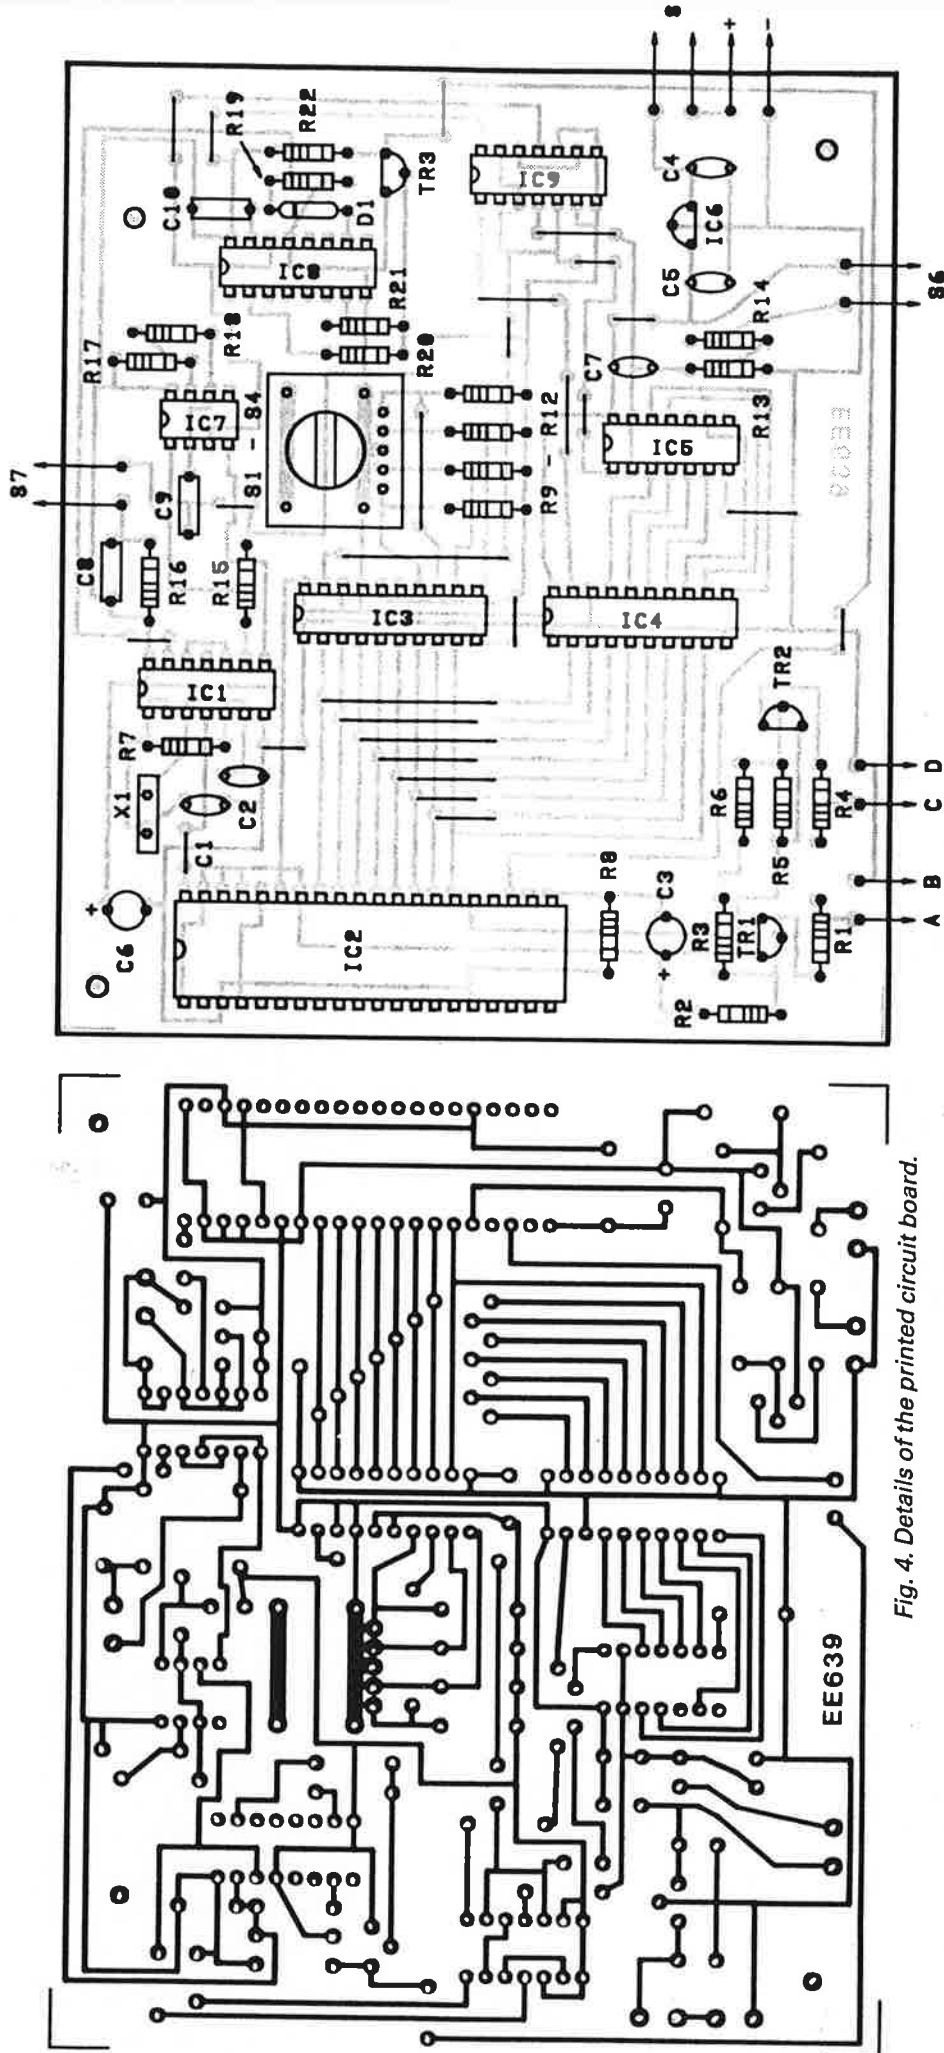 S7
C8
R17
R16
C9
R18
R15
IC7
S1 - S4
C10
R19
R22
IC8
D1
TR3
R21
R20
X1
R7
IC1
C1
C2
+
C6
IC2
IC3
R9 - R12
IC9
IC4
IC5
C7
C5
IC6
C4
R13
R14
S6
8
+
-
R8
C3
+
R2
R3
TR1
R1
R6
R5
R4
TR2
A
B
C
D
EE639
EE639
Fig. 4. Details of the printed circuit board.